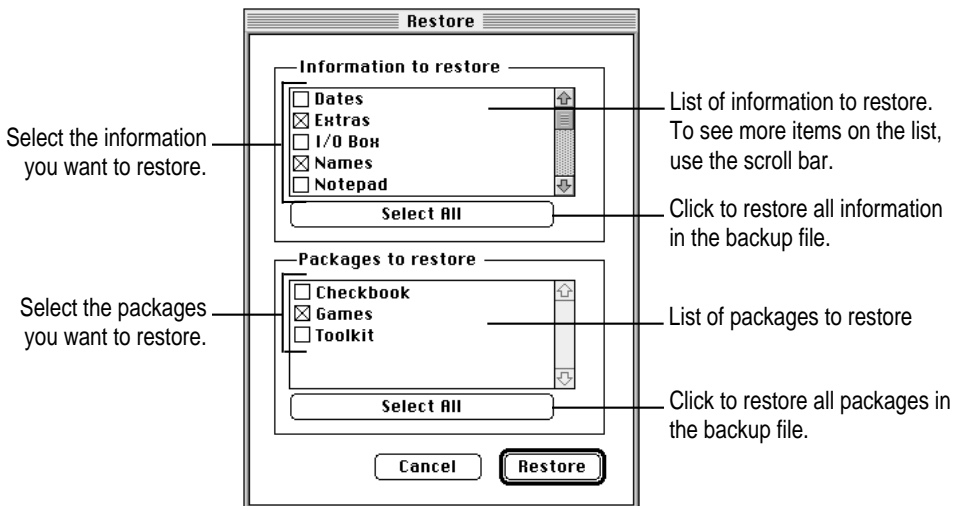 Restore
Information to restore
Dates
Extras
I/O Box
Names
Notepad
Select All
Select the information
you want to restore.
List of information to restore.
To see more items on the list,
use the scroll bar.
Click to restore all information
in the backup file.
Packages to restore
Checkbook
Games
Toolkit
Select All
Select the packages
you want to restore.
List of packages to restore
Click to restore all packages in
the backup file.
Cancel
Restore